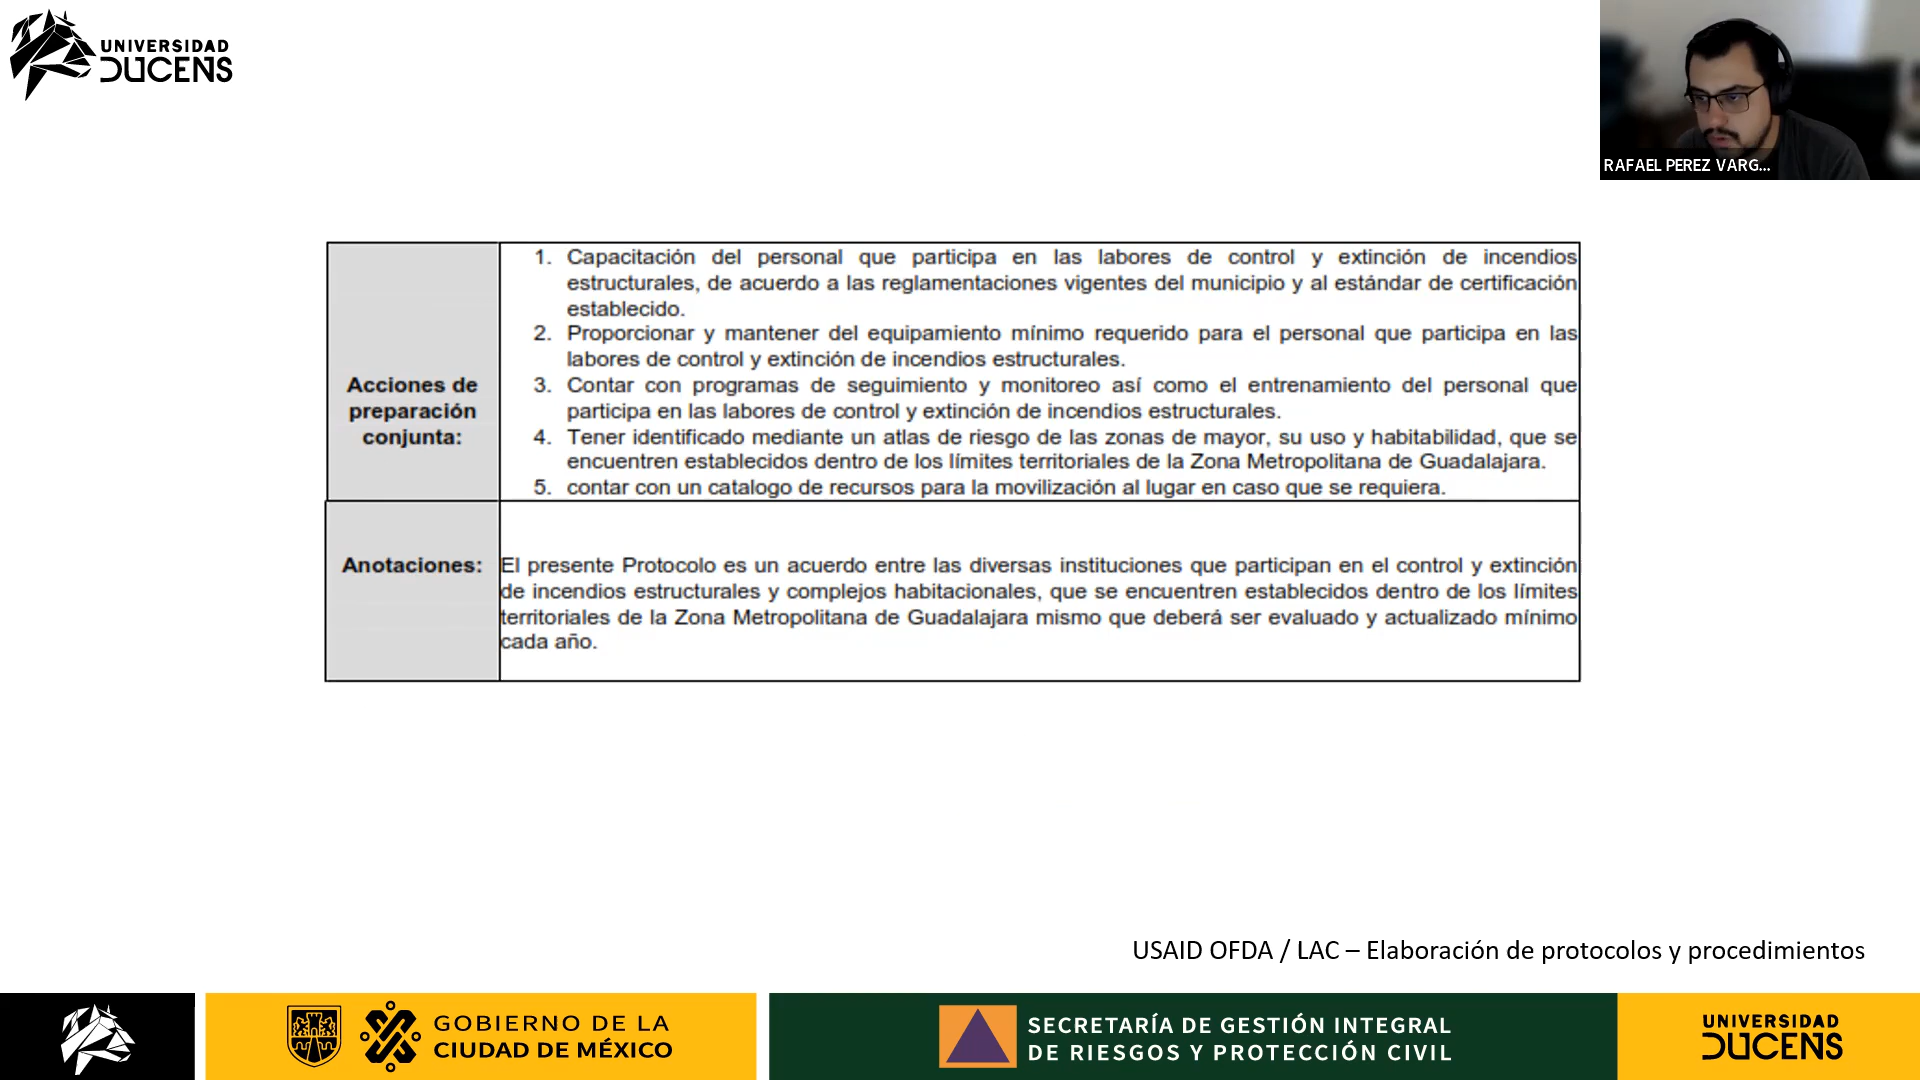 UNIVERSIDAD
DUCENS
RAFAEL PEREZ VARG...
Acciones de
preparación
conjunta:
1. Capacitación del personal que participa en las labores de control y extinción de incendios
estructurales, de acuerdo a las reglamentaciones vigentes del municipio y al estándar de certificación
establecido.
2. Proporcionar y mantener del equipamiento mínimo requerido para el personal que participa en las
labores de control y extinción de incendios estructurales.
3. Contar con programas de seguimiento y monitoreo así como el entrenamiento del personal que
participa en las labores de control y extinción de incendios estructurales.
4. Tener identificado mediante un atlas de riesgo de las zonas de mayor, su uso y habitabilidad, que se
encuentren establecidos dentro de los límites territoriales de la Zona Metropolitana de Guadalajara.
5. contar con un catalogo de recursos para la movilización al lugar en caso que se requiera.
Anotaciones:
El presente Protocolo es un acuerdo entre las diversas instituciones que participan en el control y extinción
de incendios estructurales y complejos habitacionales, que se encuentren establecidos dentro de los límites
territoriales de la Zona Metropolitana de Guadalajara mismo que deberá ser evaluado y actualizado mínimo
cada año.
USAID OFDA / LAC – Elaboración de protocolos y procedimientos
GOBIERNO DE LA
CIUDAD DE MÉXICO
SECRETARÍA DE GESTIÓN INTEGRAL
DE RIESGOS Y PROTECCIÓN CIVIL
UNIVERSIDAD
DUCENS